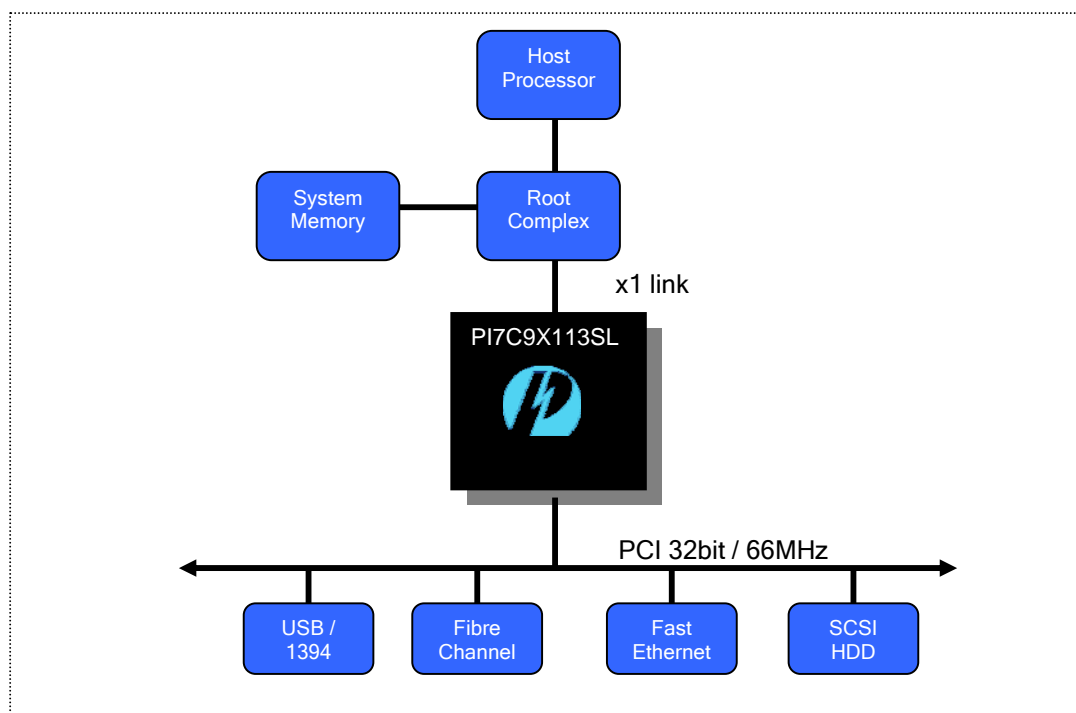 Host
Processor
System
Memory
Root
Complex
x1 link
PI7C9X113SL
PCI 32bit / 66MHz
USB /
1394
Fibre
Channel
Fast
Ethernet
SCSI
HDD